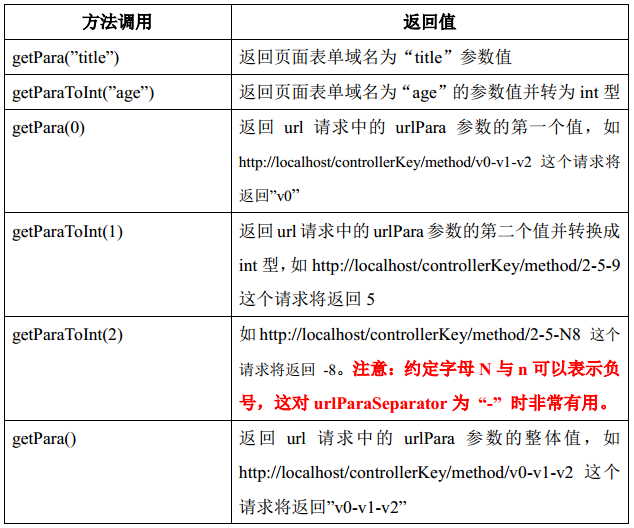 方法调用 返回值
getPara(”title”) 返回页面表单域名为“title”参数值
getParaToInt(”age”) 返回页面表单域名为“age”的参数值并转为 int 型
getPara(0) 返回 url 请求中的 urlPara 参数的第一个值，如
http://localhost/controllerKey/method/v0-v1-v2 这个请求将
返回”v0”
getParaToInt(1) 返回 url 请求中的 urlPara 参数的第二个值并转换成
int 型，如 http://localhost/controllerKey/method/2-5-9
这个请求将返回 5
getParaToInt(2) 如 http://localhost/controllerKey/method/2-5-N8 这个
请求将返回 -8。注意：约定字母 N 与 n 可以表示负
号，这对 urlParaSeparator 为 “-” 时非常有用。
getPara() 返回 url 请求中的 urlPara 参数的整体值，如
http://localhost/controllerKey/method/v0-v1-v2 这个
请求将返回”v0-v1-v2”